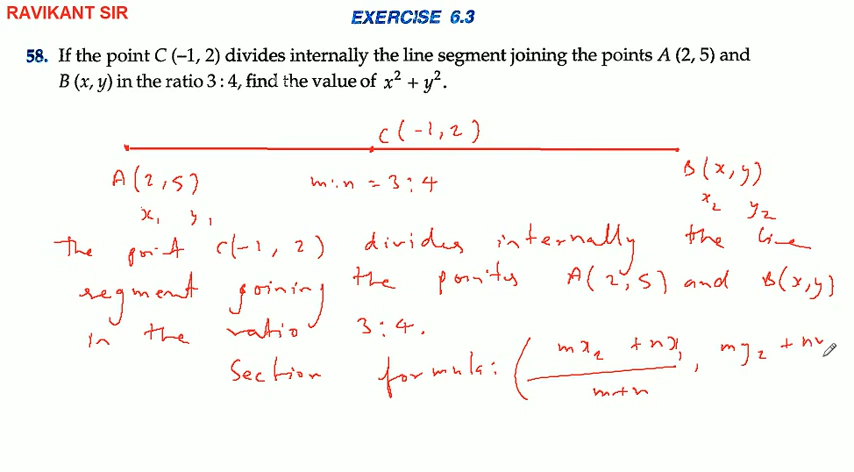 RAVIKANT SIR
EXERCISE 6.3
58. If the point C (–1, 2) divides internally the line segment joining the points A (2, 5) and
B (x, y) in the ratio 3 : 4, find the value of x² + y².
C(-1,2)
A(2,5)
m:n = 3:4
B(x,y)
x₁ y₁
x₂ y₂
The point C(-1, 2) divides internally the line
segment joining the points A(2,5) and B(x,y)
in the ratio 3:4.
Section formula: ( mx₂ + nx₁ , my₂ + ny
m+n